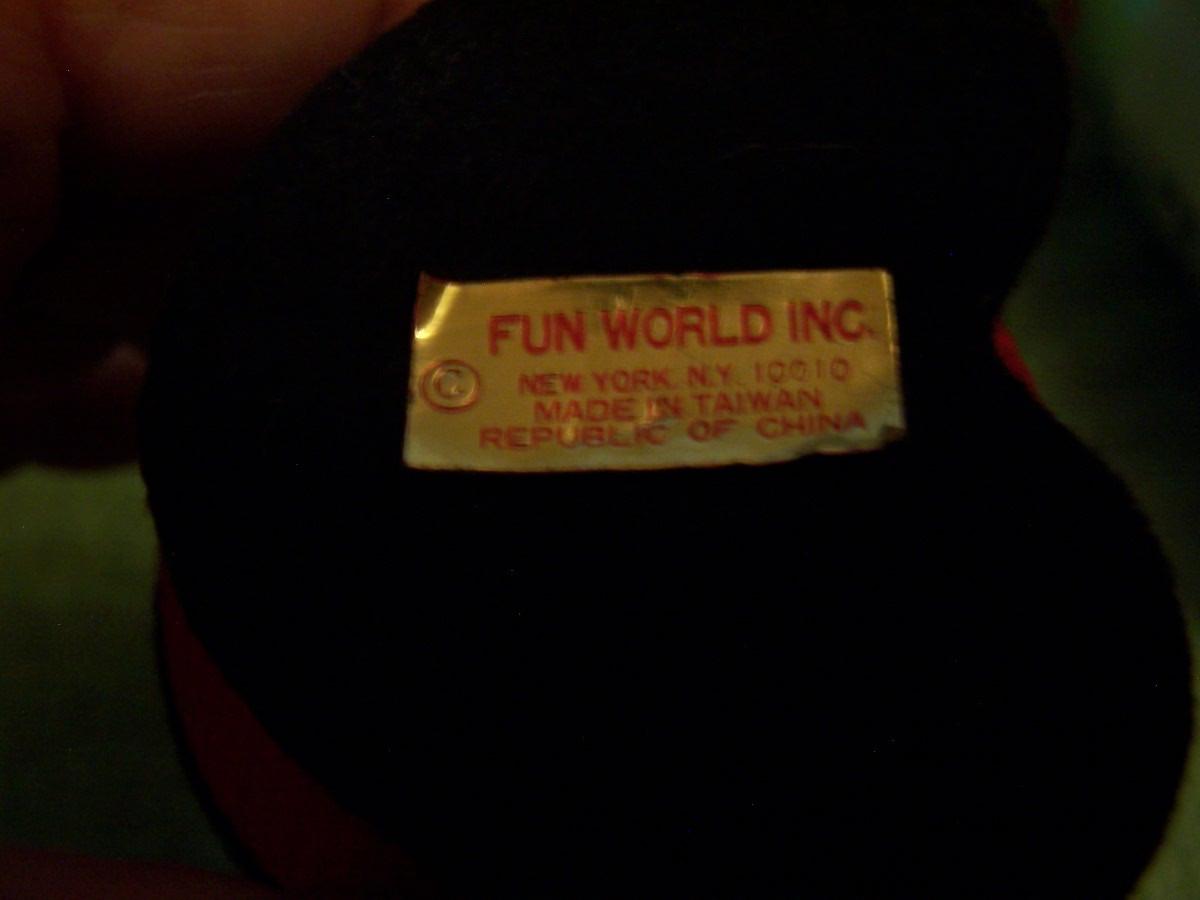 FUN WORLD INC.
© NEW YORK. N.Y. 10010
MADE IN TAIWAN
REPUBLIC OF CHINA